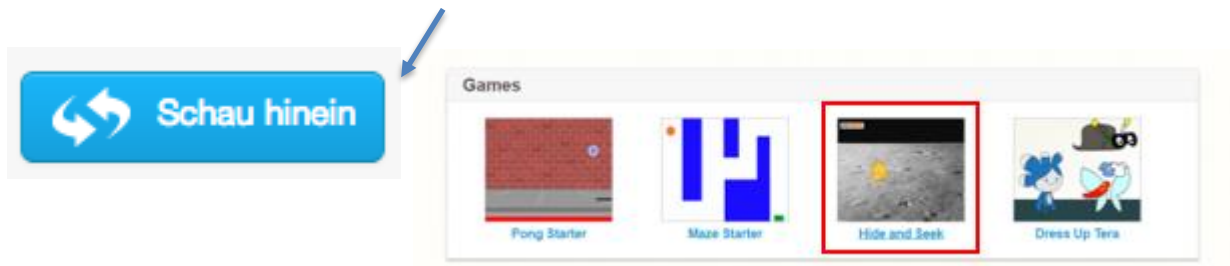 Schau hinein
Games
Pong Starter
Maze Starter
Hide and Seek
Dress Up Tera